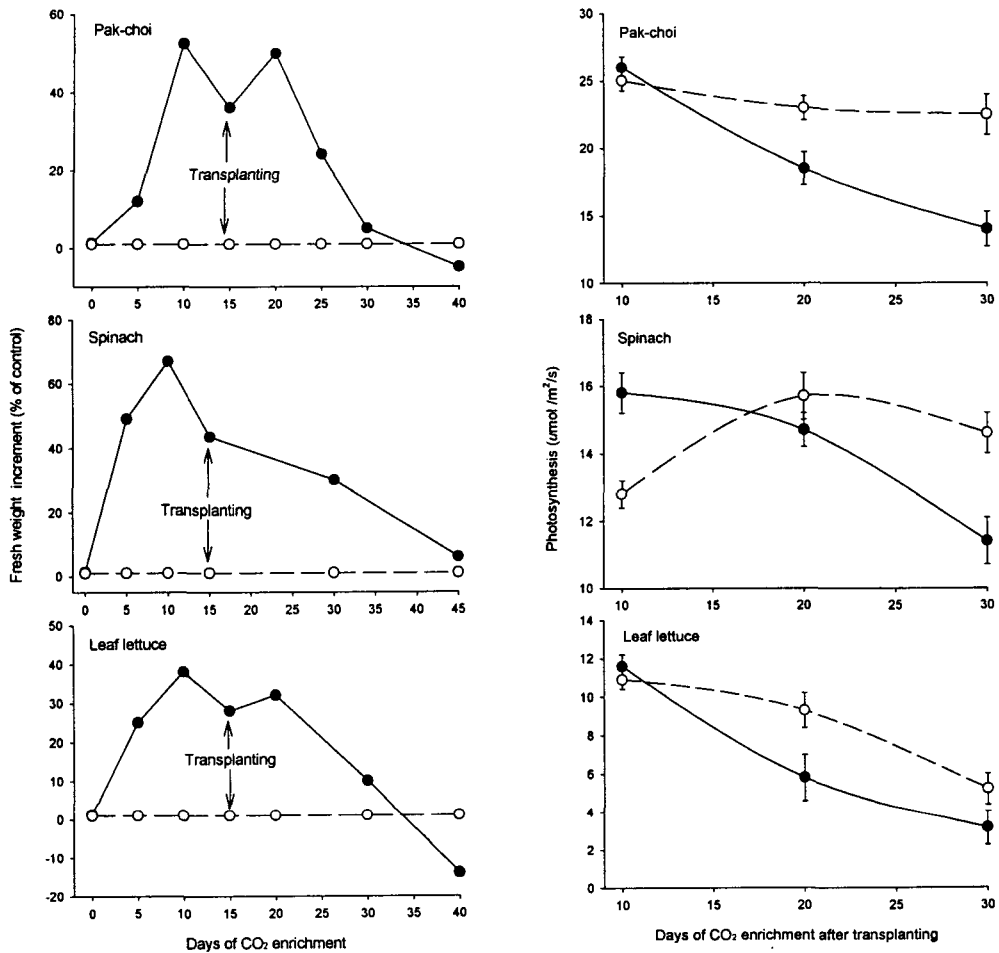 Fresh weight increment (% of control)
Pak-choi
60
40
20
0
Transplanting
0 5 10 15 20 25 30 35 40
Spinach
80
60
40
20
0
Transplanting
0 5 10 15 20 25 30 35 40 45
Leaf lettuce
50
40
30
20
10
0
-10
-20
Transplanting
0 5 10 15 20 25 30 35 40
Days of CO₂ enrichment
Photosynthesis (umol /m²/s)
Pak-choi
30
25
20
15
10
10 15 20 25 30
Spinach
18
16
14
12
10
10 15 20 25 30
Leaf lettuce
14
12
10
8
6
4
2
0
10 15 20 25 30
Days of CO₂ enrichment after transplanting